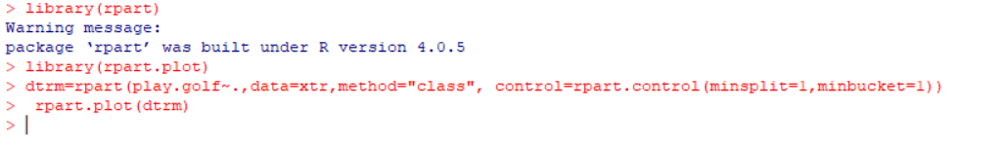 > library(rpart)
Warning message:
package ‘rpart’ was built under R version 4.0.5
> library(rpart.plot)
> dtrm=rpart(play.golf~.,data=xtr,method="class", control=rpart.control(minsplit=1,minbucket=1))
>  rpart.plot(dtrm)
>